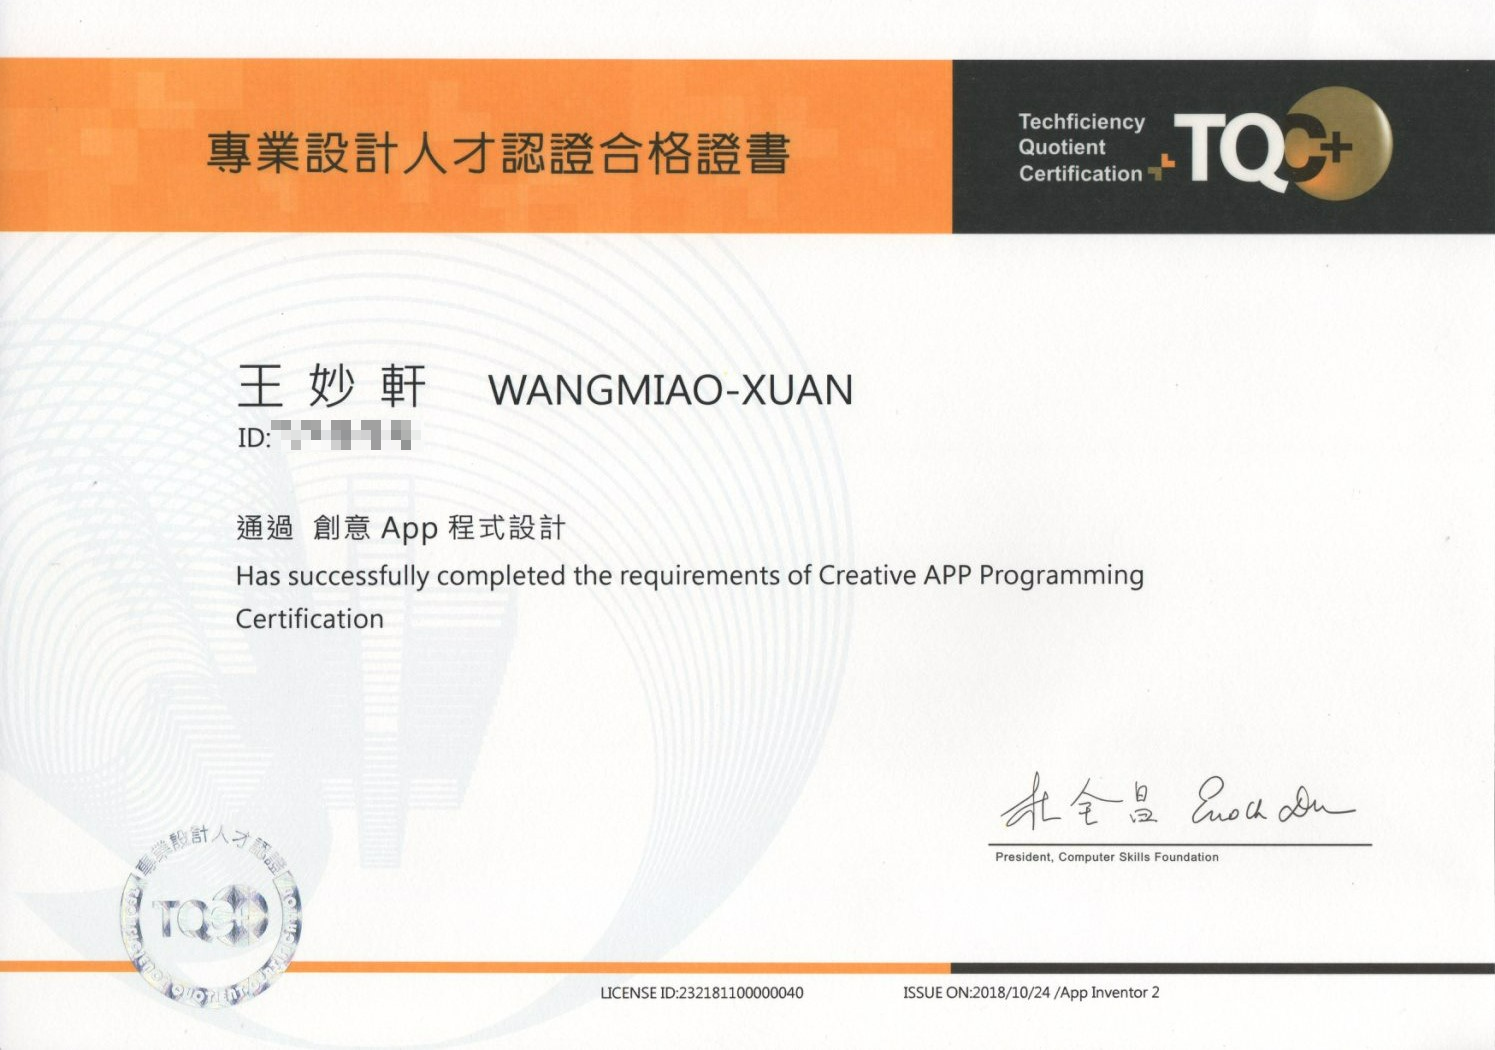 專業設計人才認證合格證書
Techficiency
Quotient
Certification
TQC+
王妙軒 WANGMIAO-XUAN
ID:
通過 創意 App 程式設計
Has successfully completed the requirements of Creative APP Programming
Certification
杜全昌 Enoch Du
President, Computer Skills Foundation
專業設計人才認證
TQC+
QUOTIENT
LICENSE ID:232181100000040
ISSUE ON:2018/10/24 /App Inventor 2